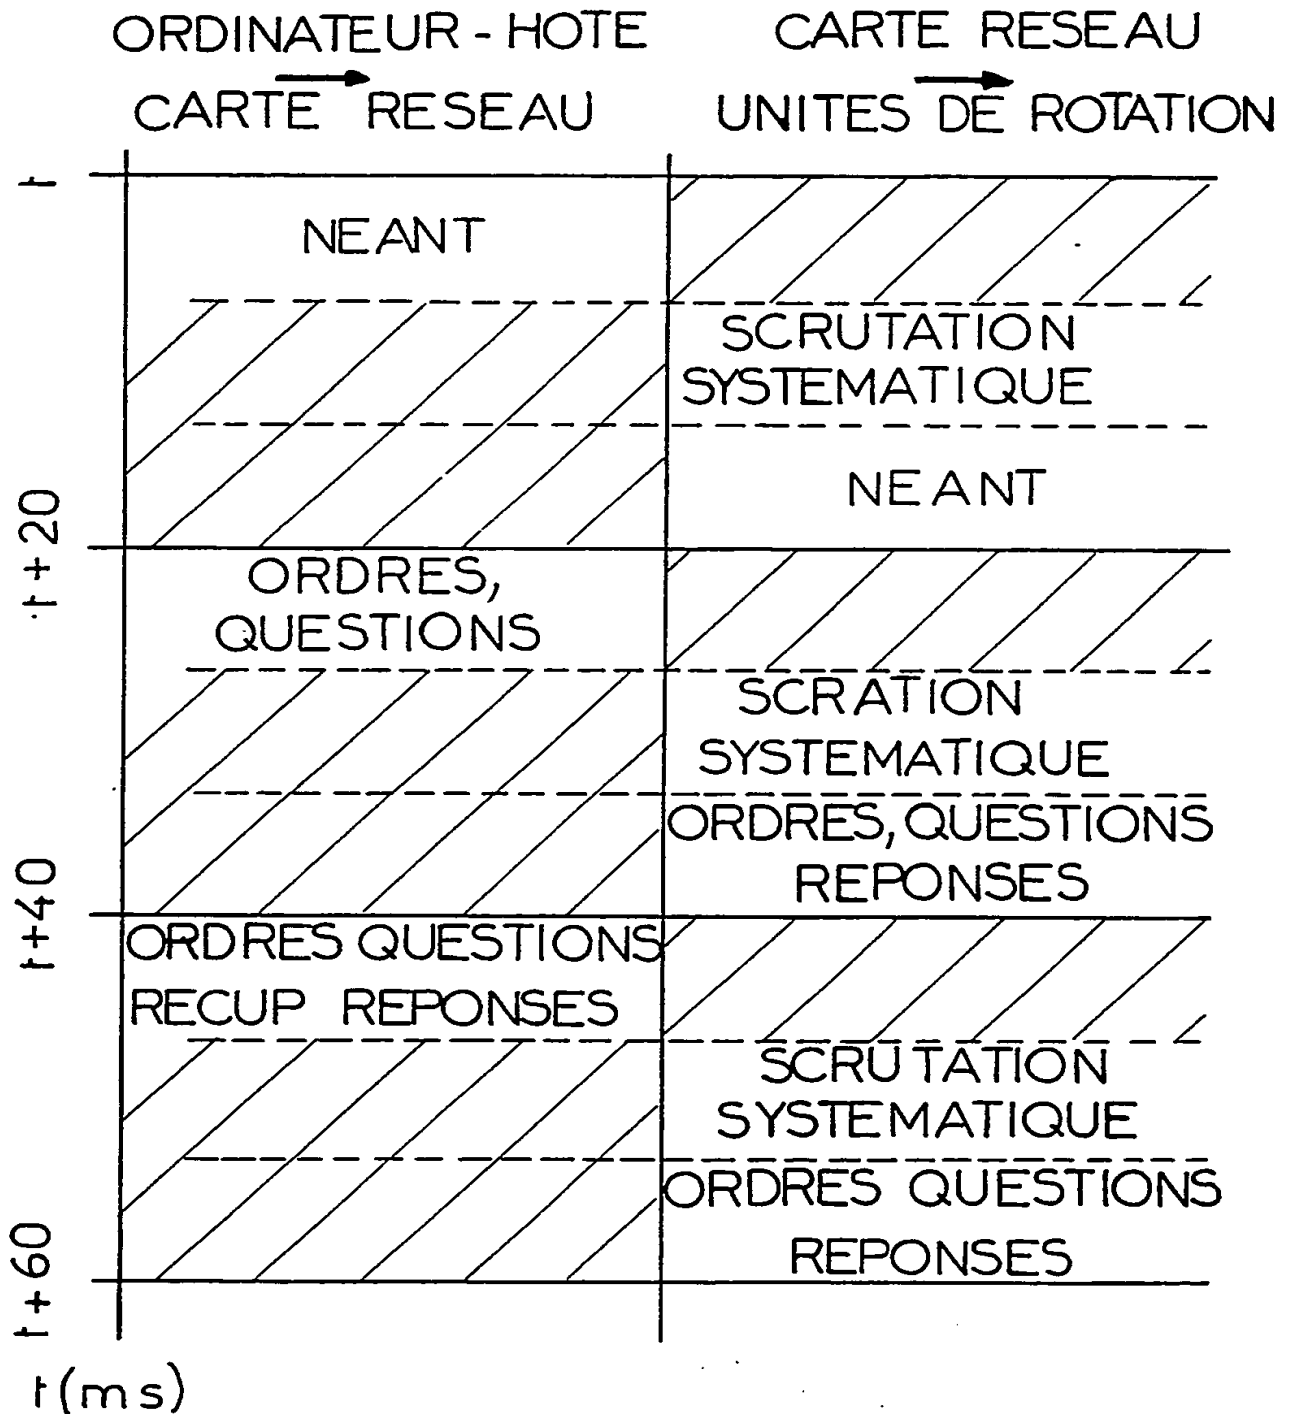 ORDINATEUR - HOTE
CARTE RESEAU
CARTE RESEAU
UNITES DE ROTATION
t
NEANT
SCRUTATION
SYSTEMATIQUE
NEANT
t+20
ORDRES,
QUESTIONS
SCRATION
SYSTEMATIQUE
ORDRES, QUESTIONS
REPONSES
t+40
ORDRES QUESTIONS
RECUP REPONSES
SCRUTATION
SYSTEMATIQUE
ORDRES QUESTIONS
REPONSES
t+60
t(ms)